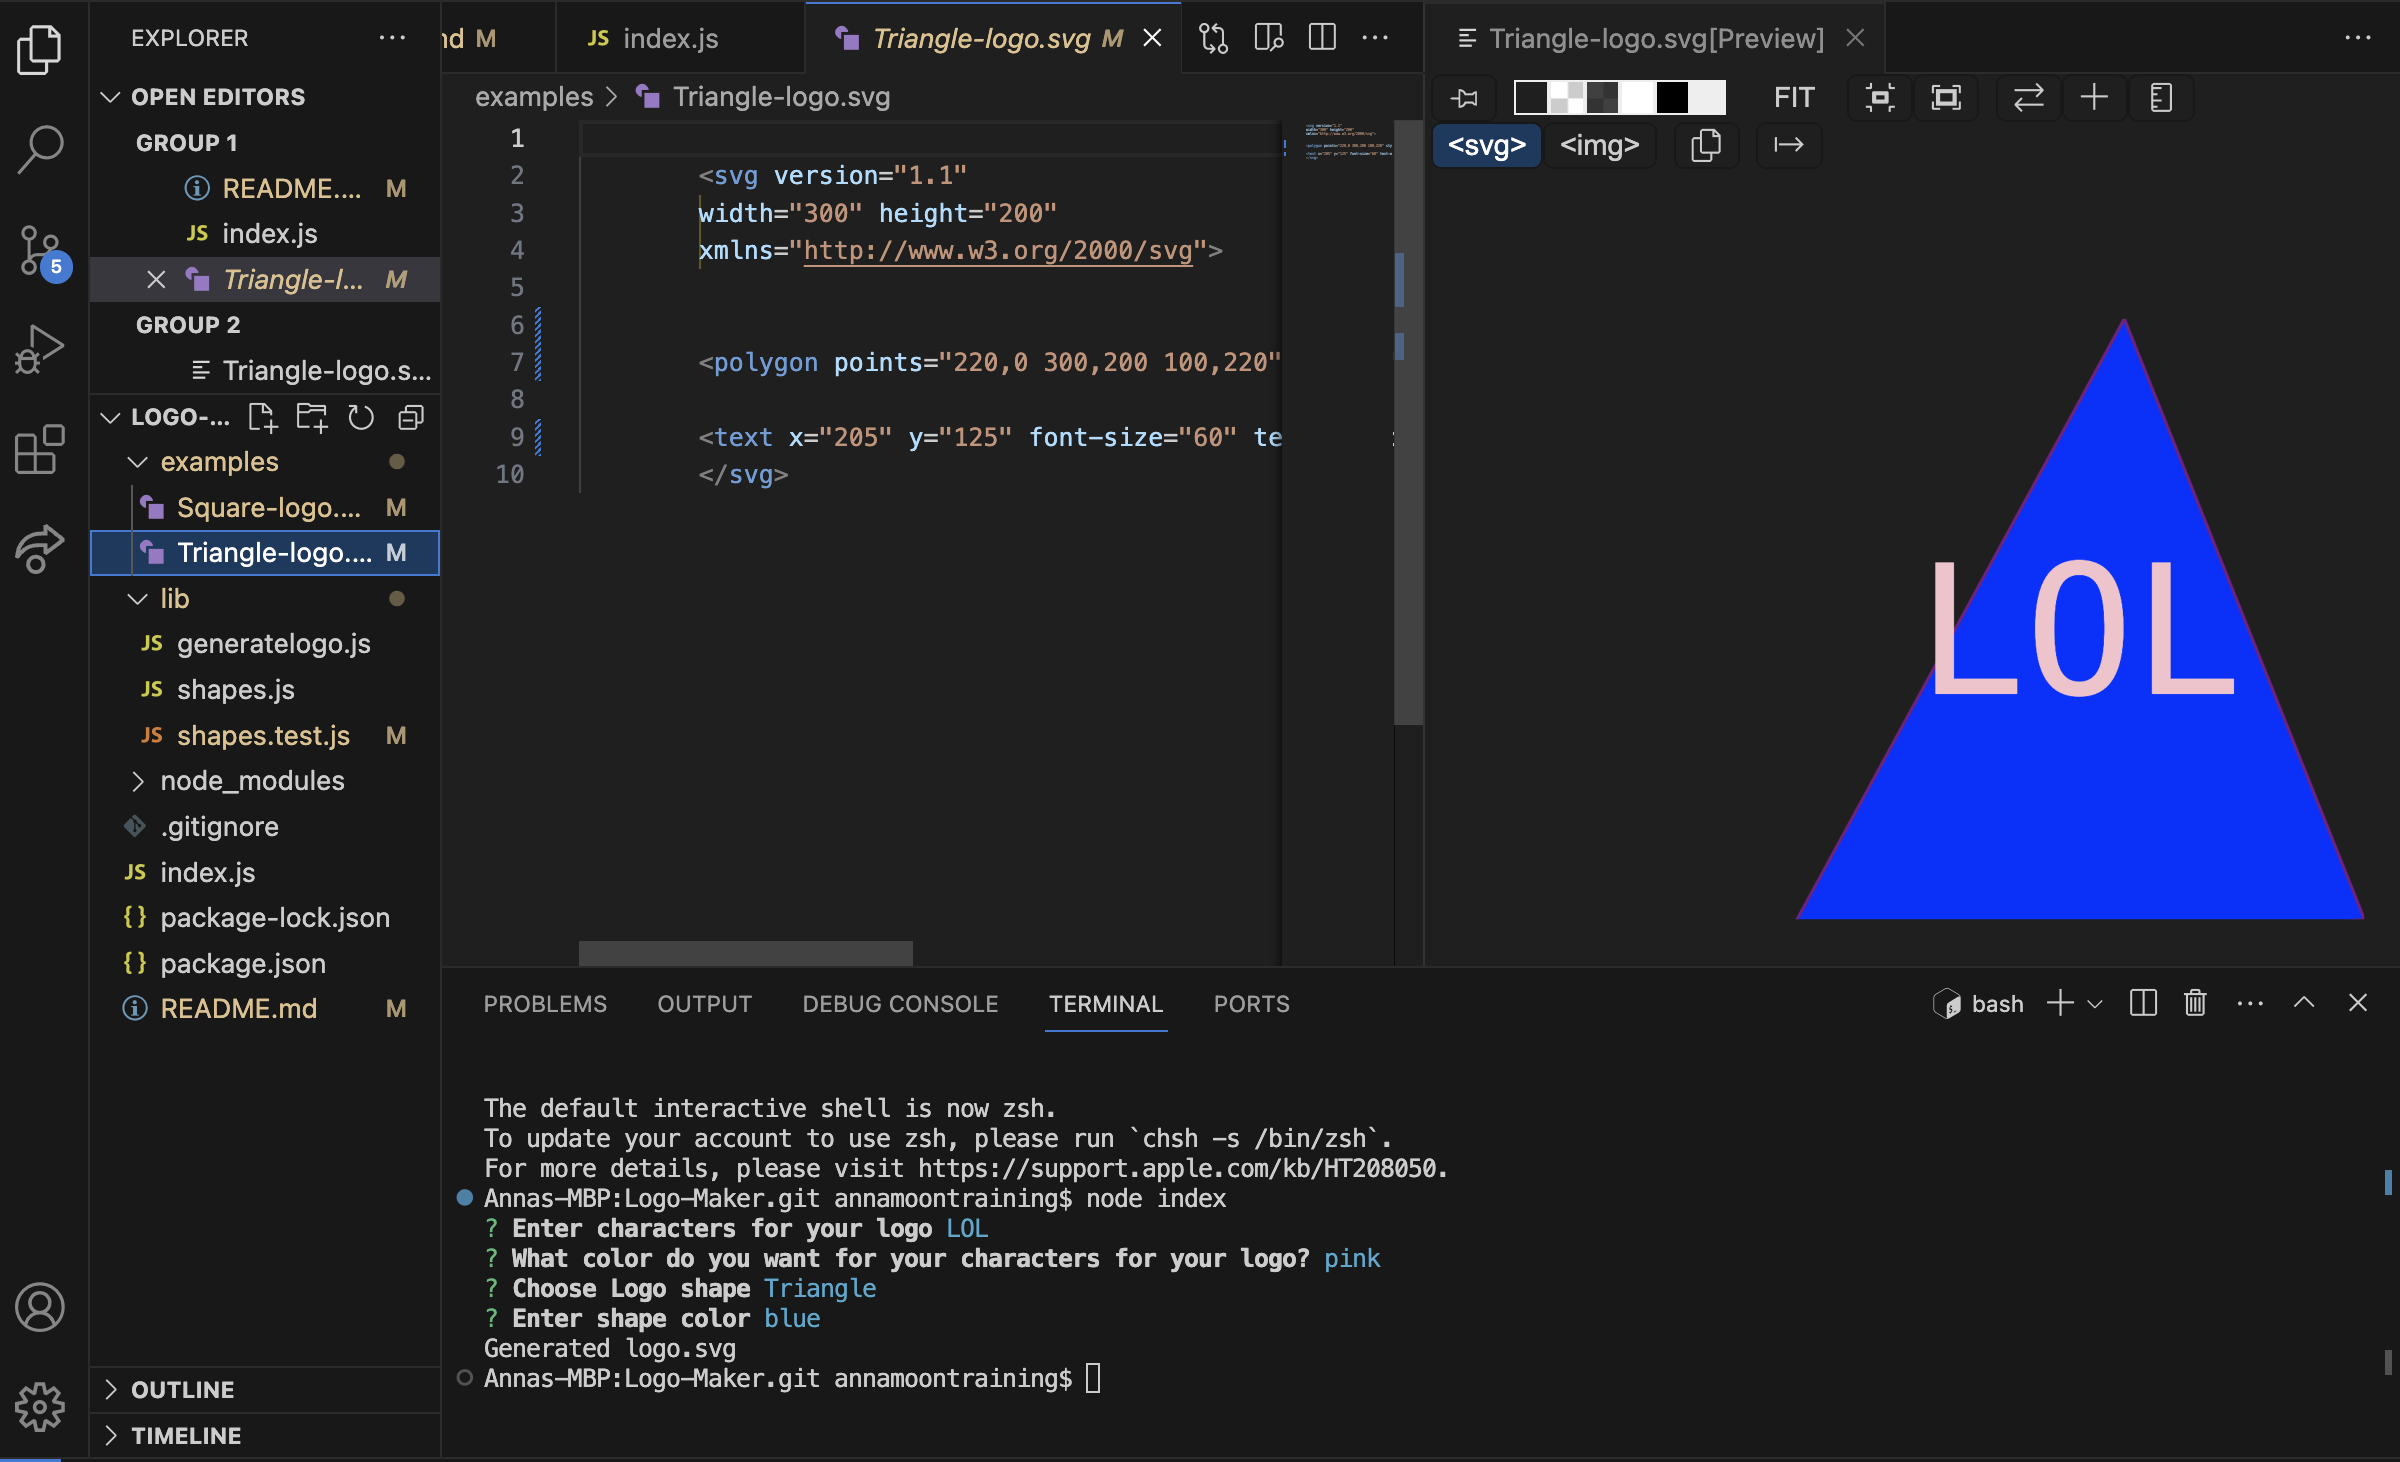 EXPLORER
OPEN EDITORS
GROUP 1
README.... M
JS index.js
Triangle-l... M
GROUP 2
Triangle-logo.s...
LOGO-...
examples
Square-logo.... M
Triangle-logo.... M
lib
JS generatelogo.js
JS shapes.js
JS shapes.test.js M
node_modules
.gitignore
JS index.js
{} package-lock.json
{} package.json
README.md M
OUTLINE
TIMELINE
5
M
JS index.js
Triangle-logo.svg M
examples > Triangle-logo.svg
1
2 <svg version="1.1"
3 width="300" height="200"
4 xmlns="http://www.w3.org/2000/svg">
5
6
7 <polygon points="220,0 300,200 100,220"
8
9 <text x="205" y="125" font-size="60" te
10 </svg>
Triangle-logo.svg[Preview]
FIT
<svg> <img>
LOL
PROBLEMS OUTPUT DEBUG CONSOLE TERMINAL PORTS
bash
The default interactive shell is now zsh.
To update your account to use zsh, please run `chsh -s /bin/zsh`.
For more details, please visit https://support.apple.com/kb/HT208050.
Annas-MBP:Logo-Maker.git annamoontraining$ node index
? Enter characters for your logo LOL
? What color do you want for your characters for your logo? pink
? Choose Logo shape Triangle
? Enter shape color blue
Generated logo.svg
Annas-MBP:Logo-Maker.git annamoontraining$